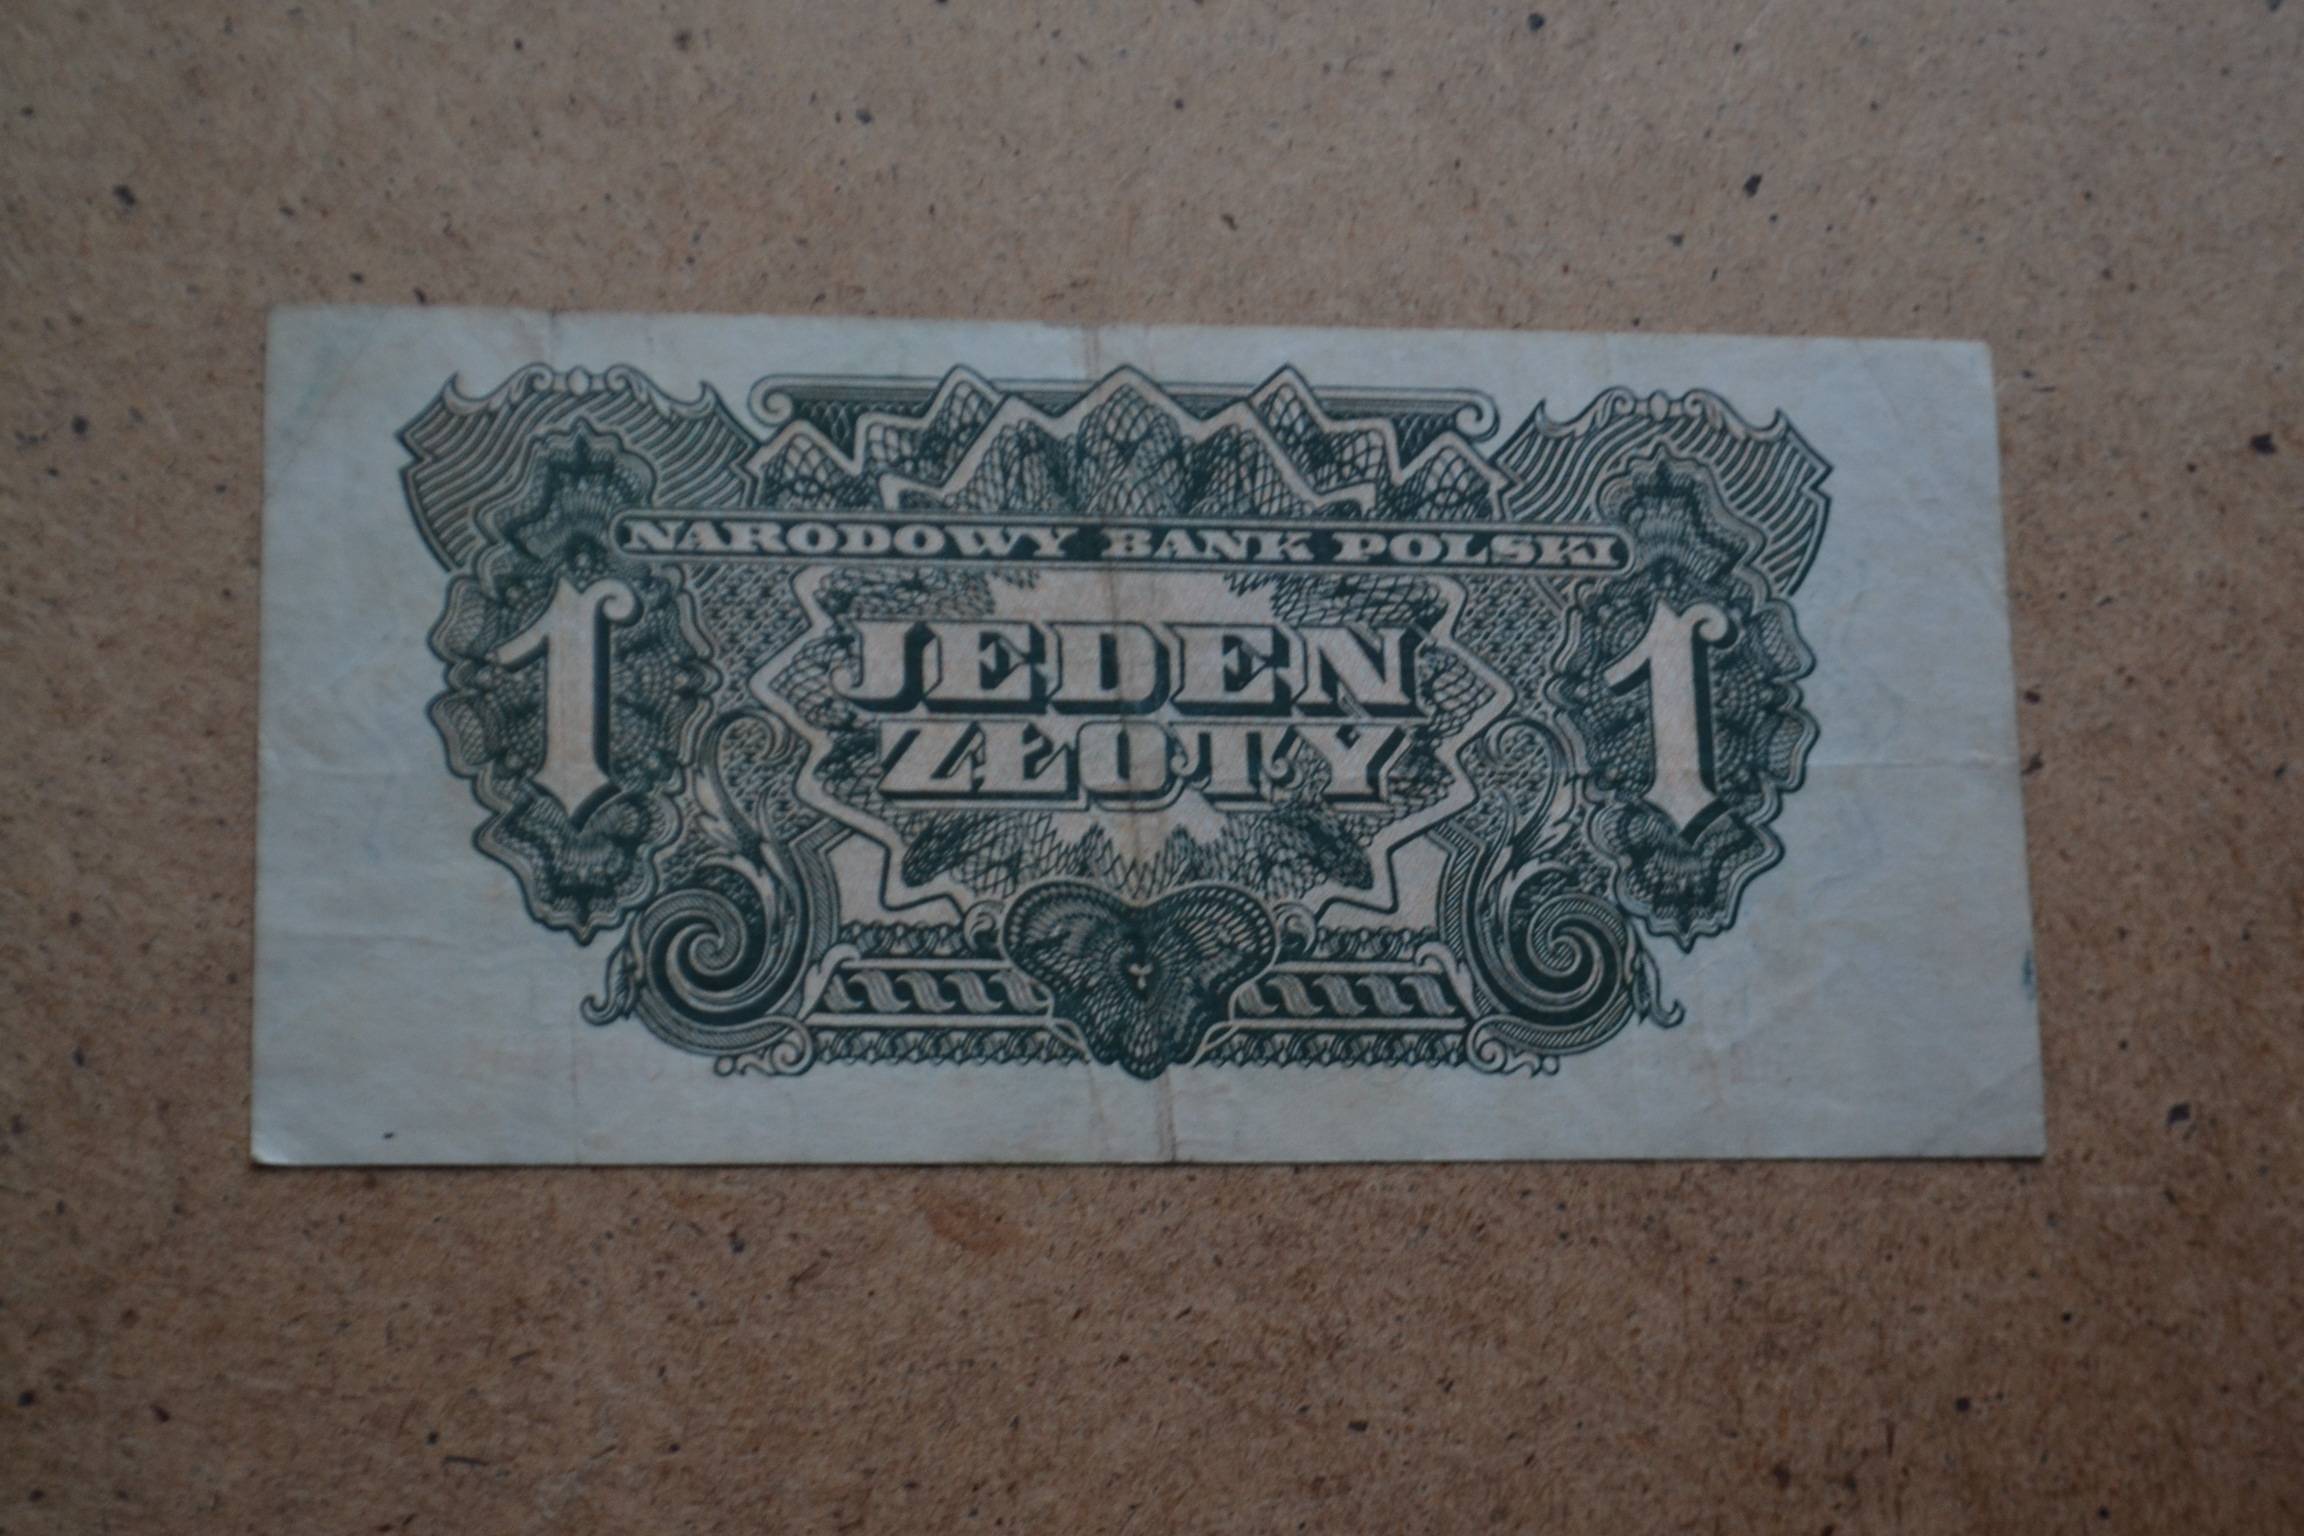 NARODOWY BANK POLSKI
1 JEDEN 1
ZŁOTY